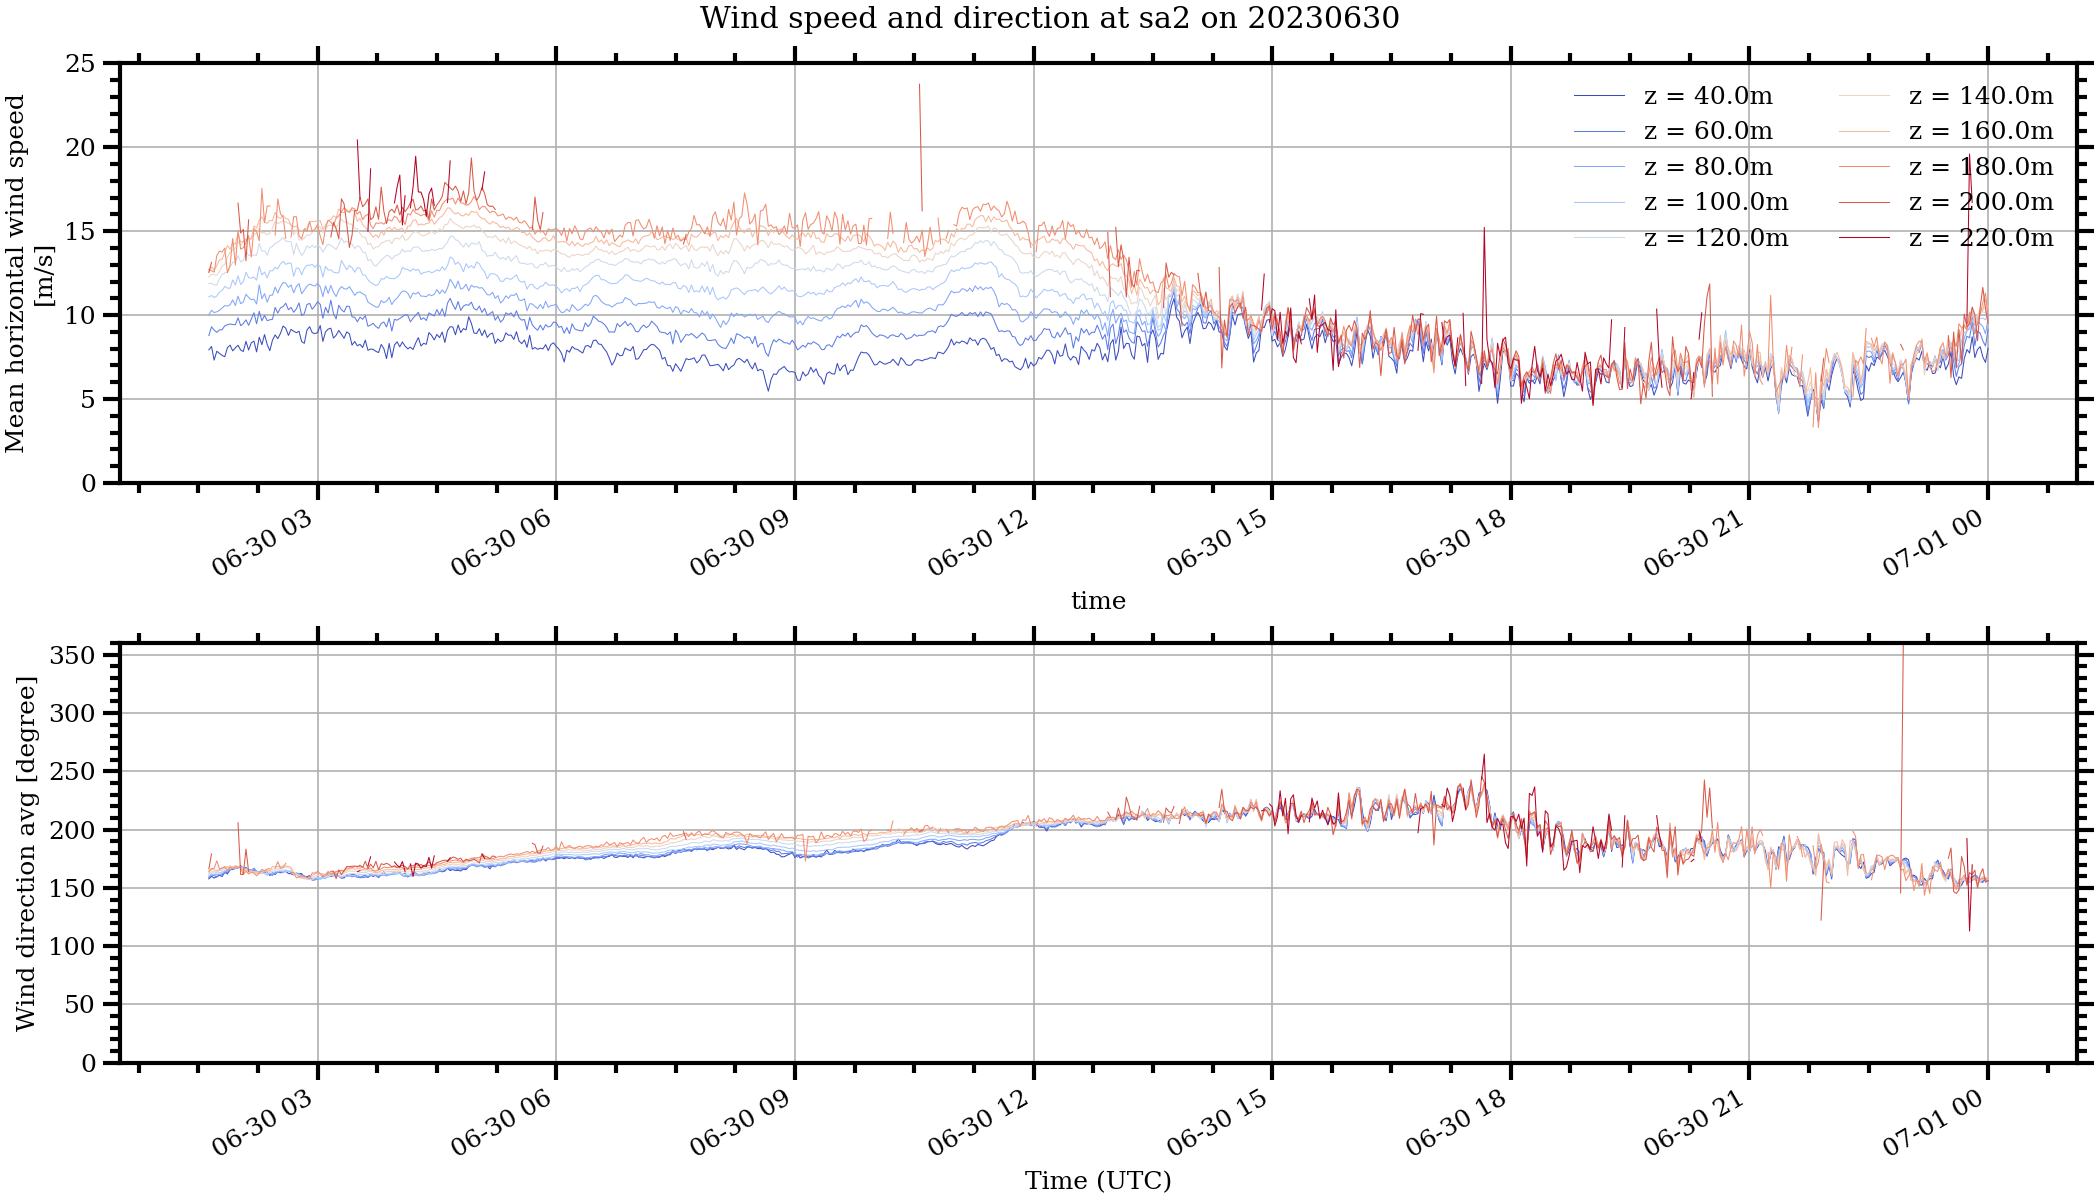 Wind speed and direction at sa2 on 20230630
Mean horizontal wind speed
[m/s]
25
20
15
10
5
0
z = 40.0m
z = 60.0m
z = 80.0m
z = 100.0m
z = 120.0m
z = 140.0m
z = 160.0m
z = 180.0m
z = 200.0m
z = 220.0m
06-30 03
06-30 06
06-30 09
06-30 12
06-30 15
06-30 18
06-30 21
07-01 00
time
Wind direction avg [degree]
350
300
250
200
150
100
50
0
06-30 03
06-30 06
06-30 09
06-30 12
06-30 15
06-30 18
06-30 21
07-01 00
Time (UTC)